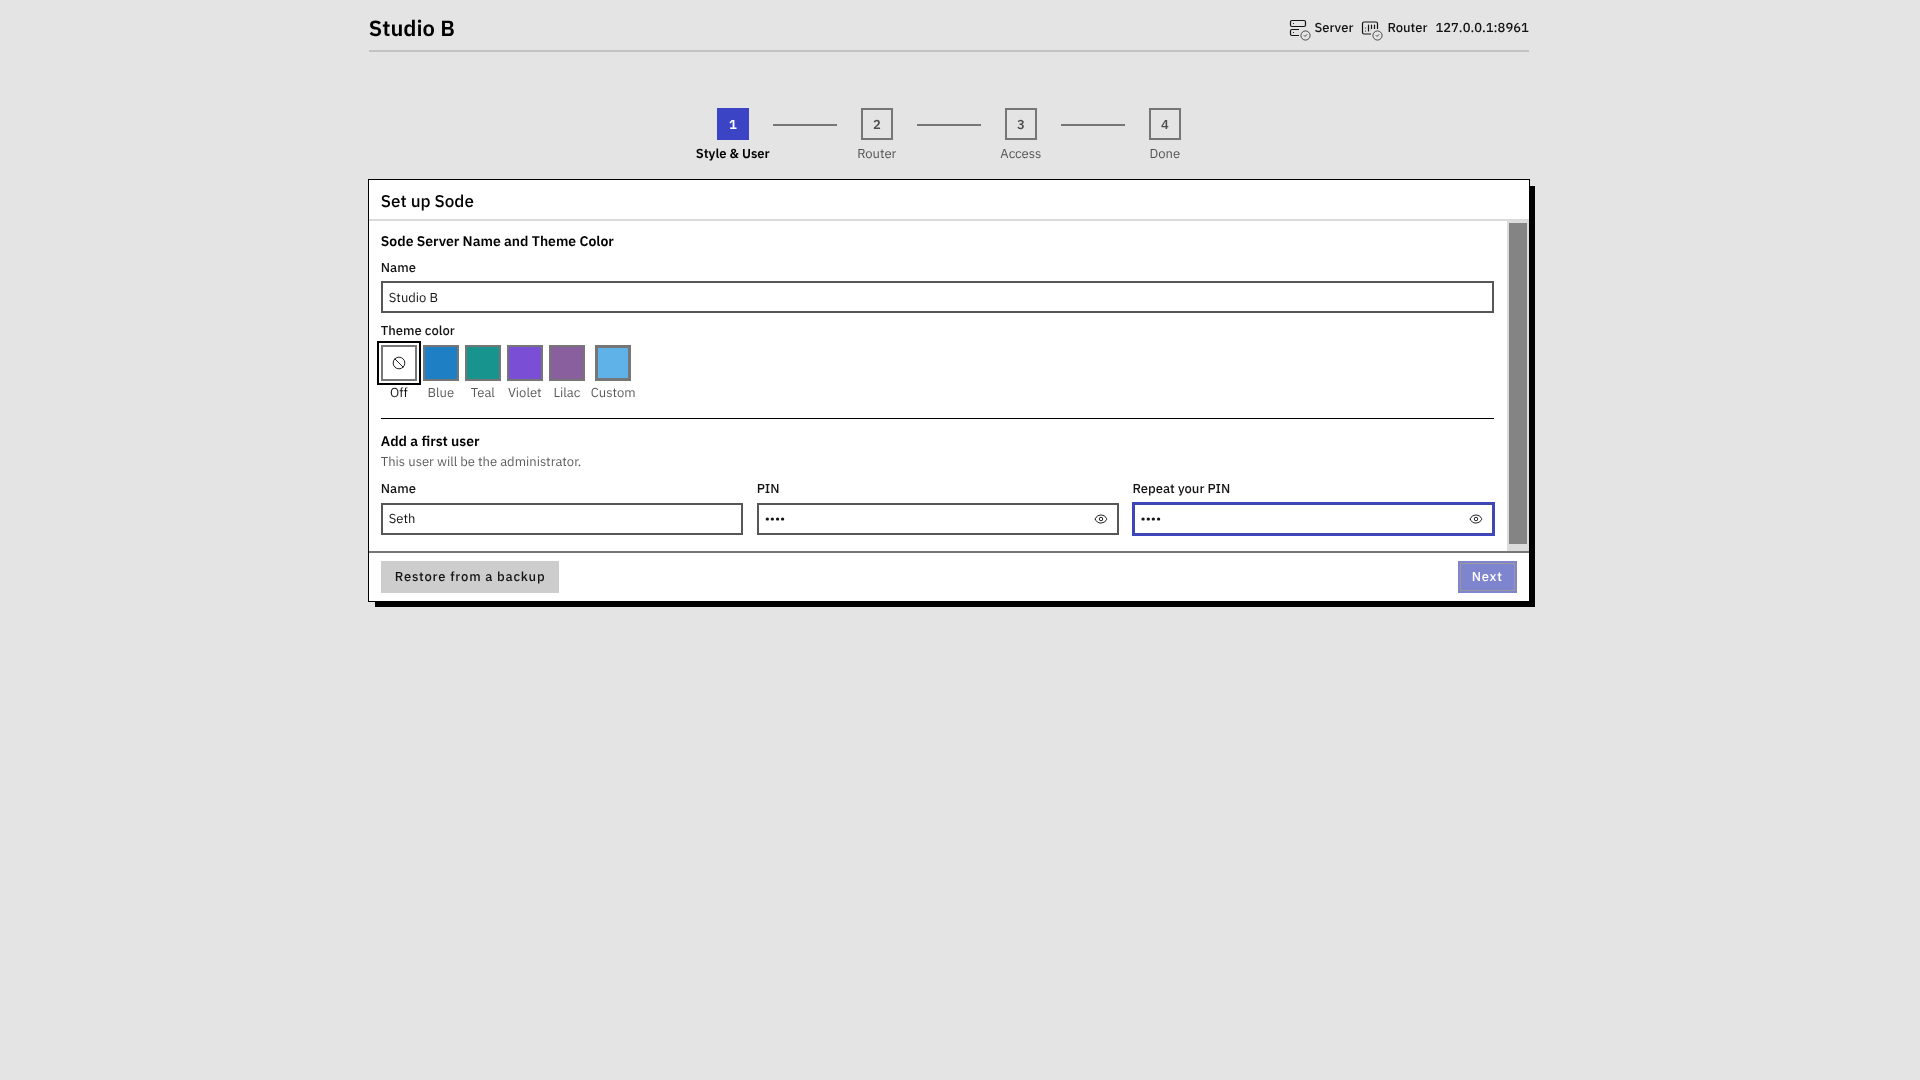 Studio B
Server Router 127.0.0.1:8961
1 2 3 4
Style & User Router Access Done
Set up Sode
Sode Server Name and Theme Color
Name
Studio B
Theme color
Off Blue Teal Violet Lilac Custom
Add a first user
This user will be the administrator.
Name PIN Repeat your PIN
Seth •••• ••••
Restore from a backup Next